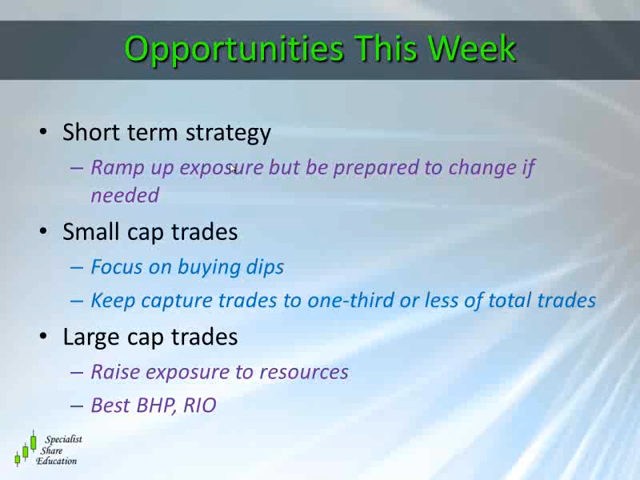 Opportunities This Week
• Short term strategy
– Ramp up exposure but be prepared to change if
needed
• Small cap trades
– Focus on buying dips
– Keep capture trades to one-third or less of total trades
• Large cap trades
– Raise exposure to resources
– Best BHP, RIO
Specialist
Share
Education